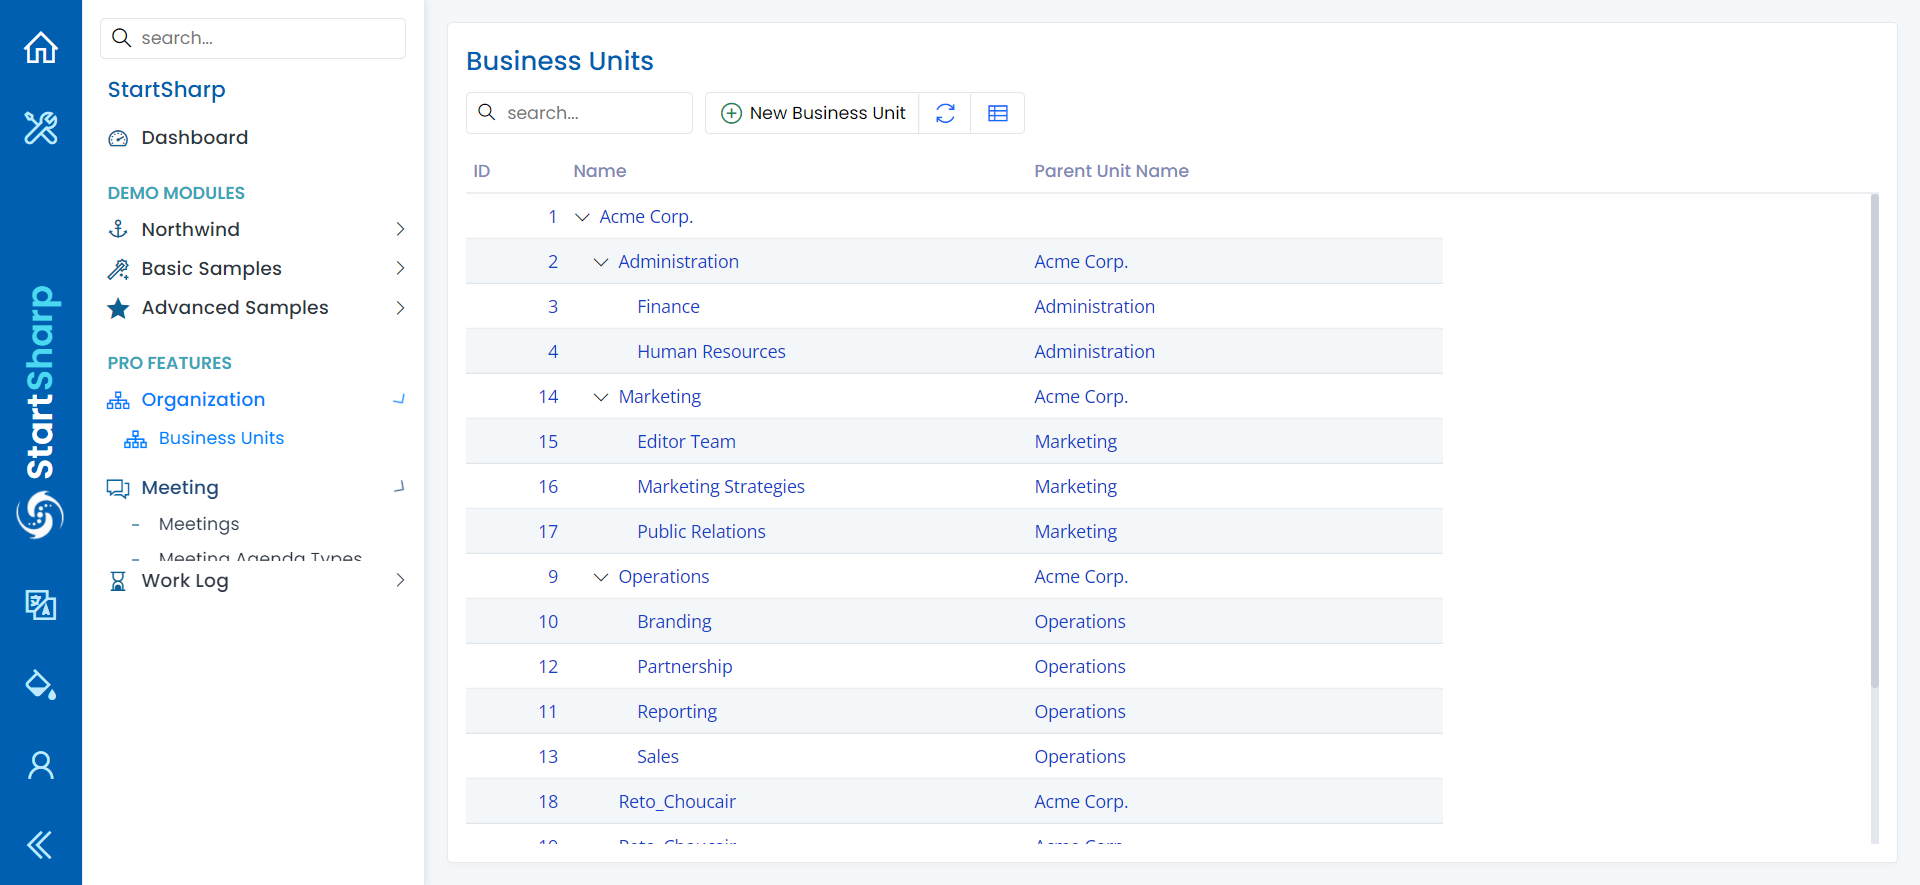 search...
StartSharp
Dashboard
DEMO MODULES
Northwind
Basic Samples
Advanced Samples
PRO FEATURES
Organization
Business Units
Meeting
Meetings
Meeting Agenda Types
Work Log
StartSharp
Business Units
search...
New Business Unit
ID Name Parent Unit Name
1 Acme Corp.
2 Administration Acme Corp.
3 Finance Administration
4 Human Resources Administration
14 Marketing Acme Corp.
15 Editor Team Marketing
16 Marketing Strategies Marketing
17 Public Relations Marketing
9 Operations Acme Corp.
10 Branding Operations
12 Partnership Operations
11 Reporting Operations
13 Sales Operations
18 Reto_Choucair Acme Corp.
19 Reto_Choucair Acme Corp.